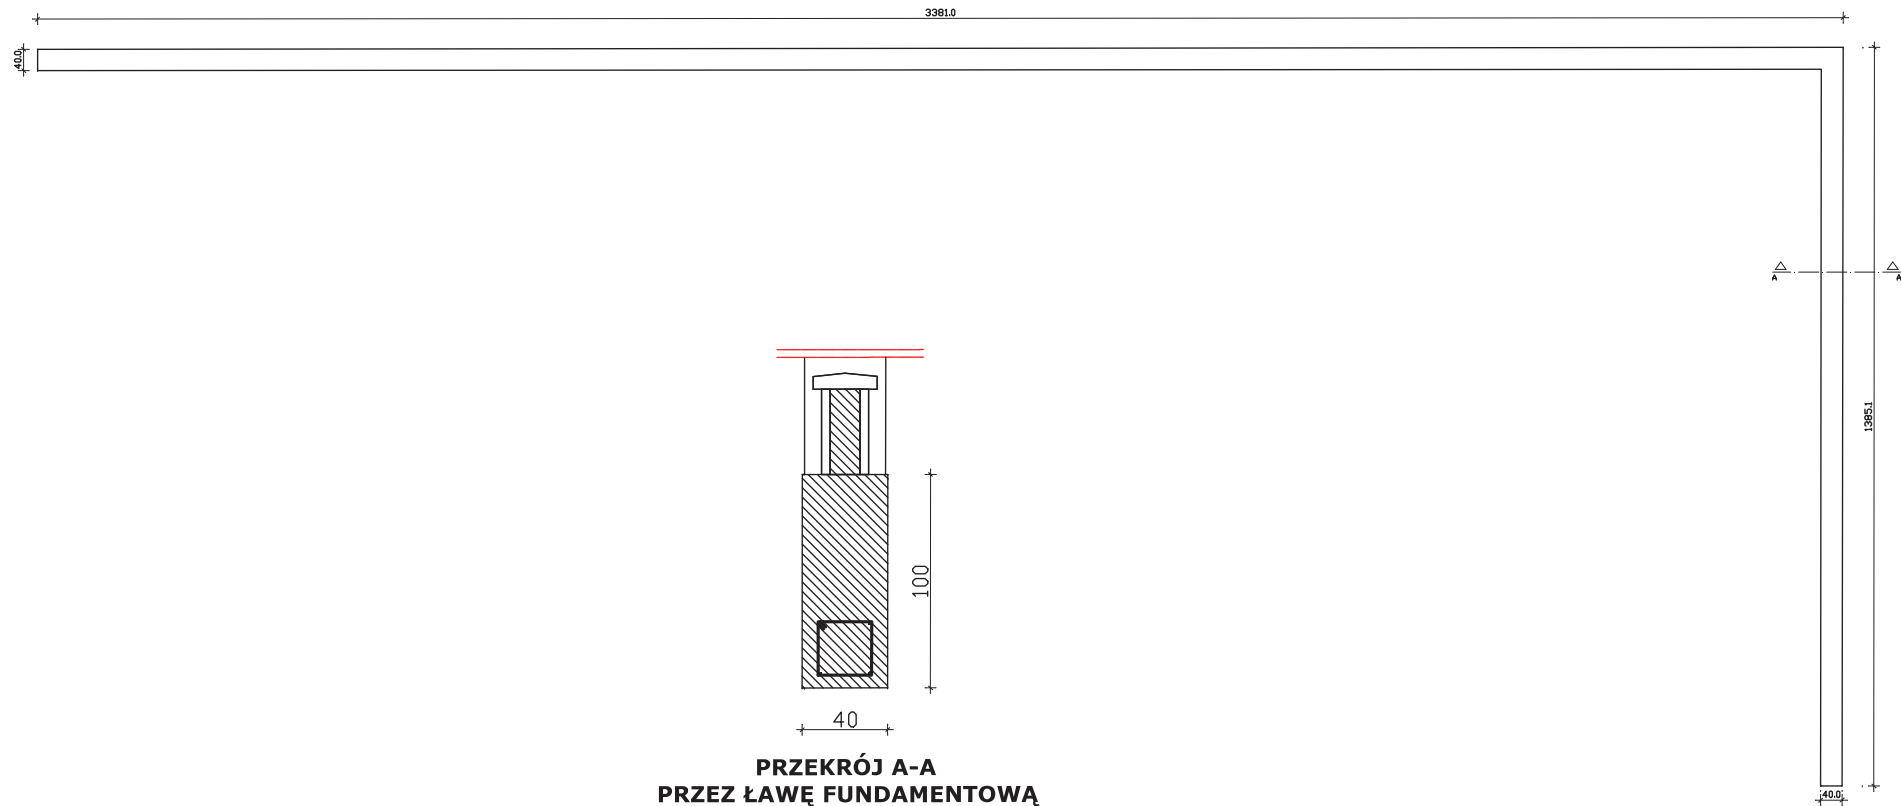 3381.0
40.0
A
A
1385.1
100
40
PRZEKRÓJ A-A
PRZEZ ŁAWĘ FUNDAMENTOWĄ
40.0